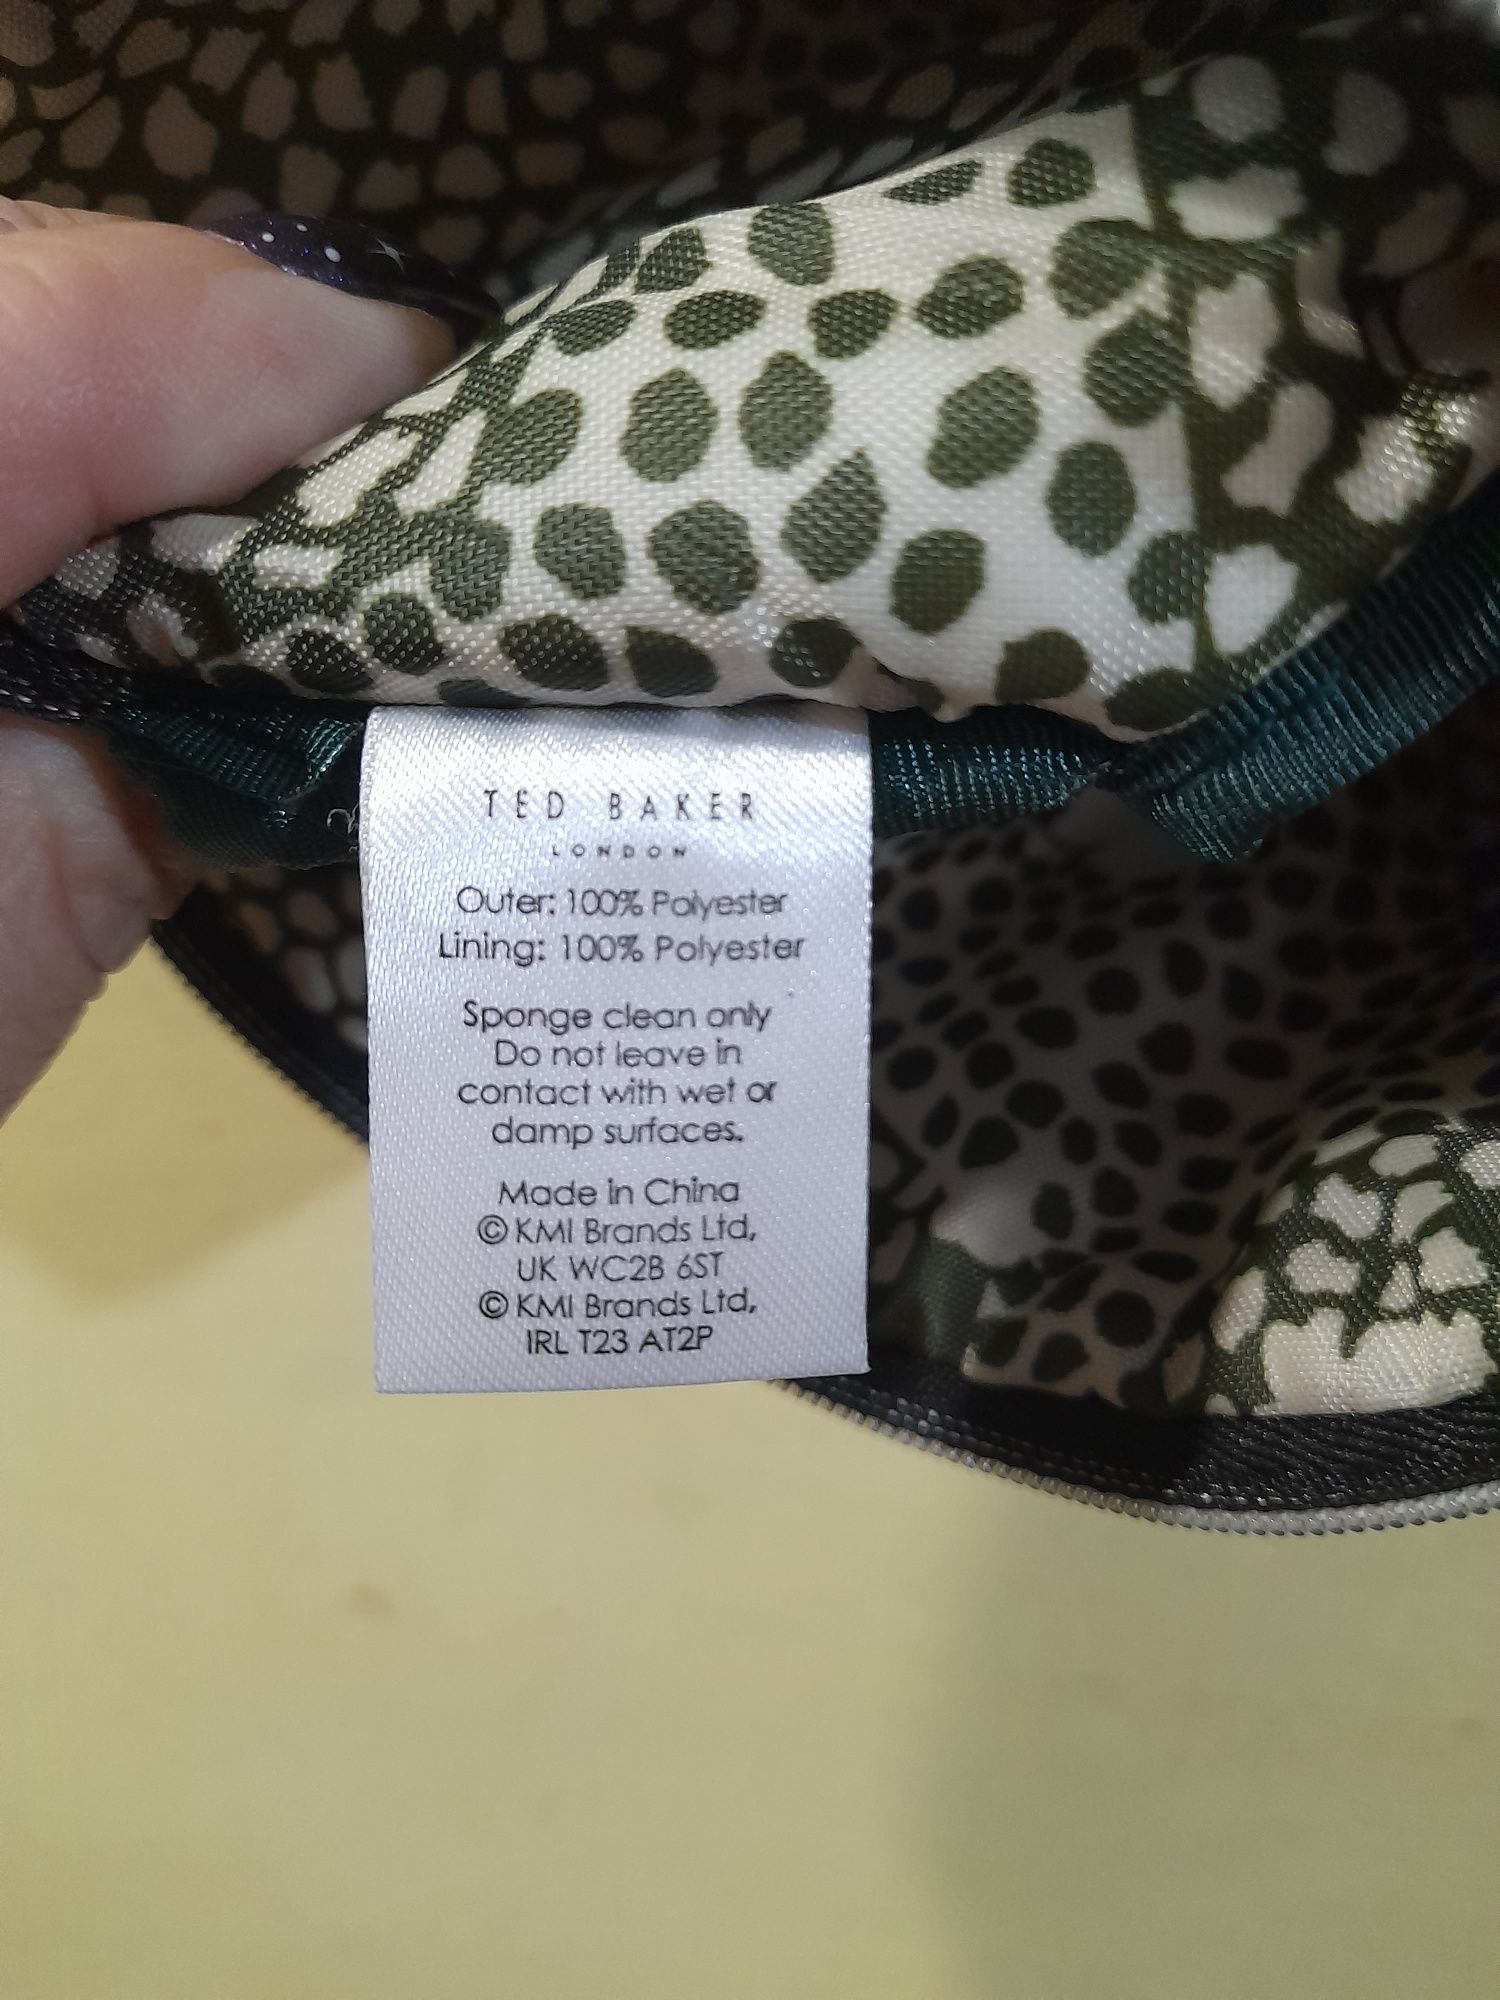 TED BAKER
LONDON
Outer: 100% Polyester
Lining: 100% Polyester
Sponge clean only
Do not leave in
contact with wet or
damp surfaces.
Made in China
© KMI Brands Ltd,
UK WC2B 6ST
© KMI Brands Ltd,
IRL T23 AT2P